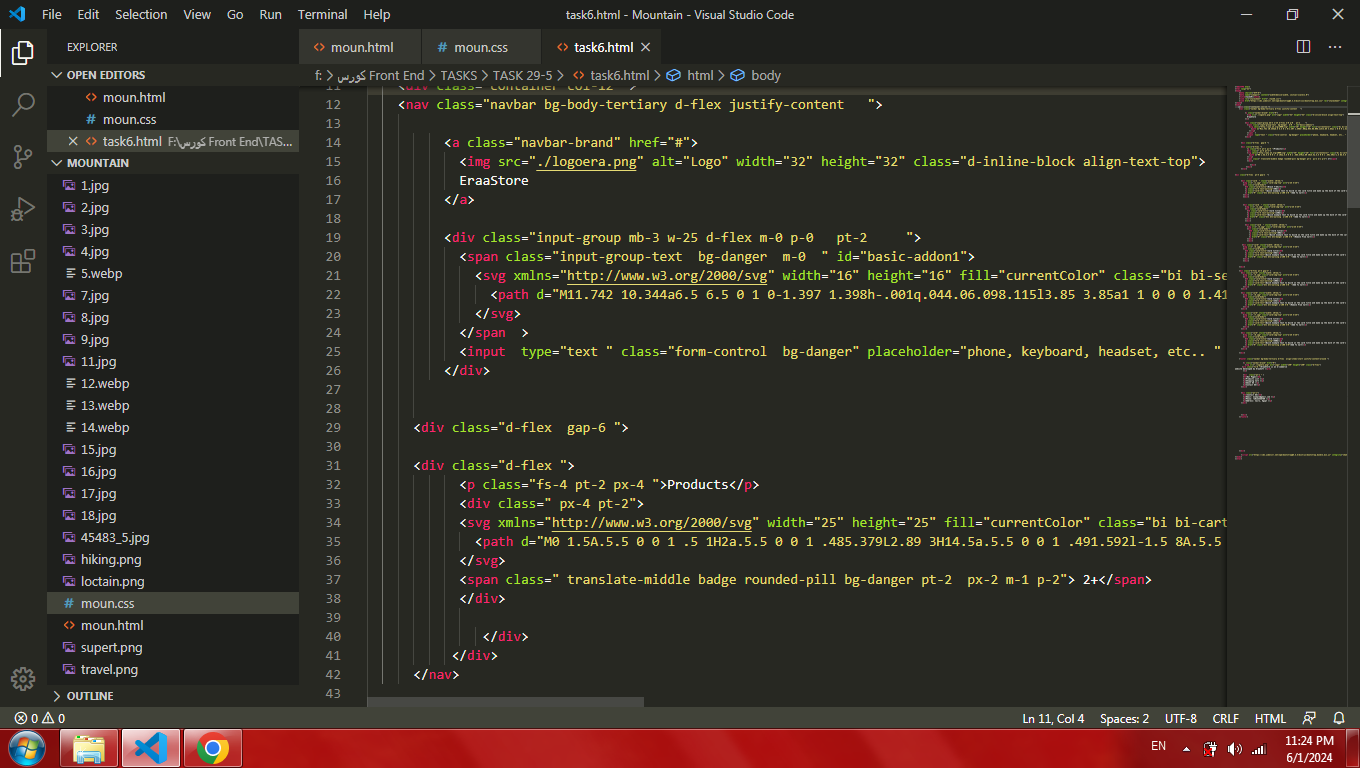 File Edit Selection View Go Run Terminal Help
task6.html - Mountain - Visual Studio Code
EXPLORER
OPEN EDITORS
moun.html
moun.css
task6.html F:\كورس Front End\TAS...
MOUNTAIN
1.jpg
2.jpg
3.jpg
4.jpg
5.webp
7.jpg
8.jpg
9.jpg
11.jpg
12.webp
13.webp
14.webp
15.jpg
16.jpg
17.jpg
18.jpg
45483_5.jpg
hiking.png
loctain.png
moun.css
moun.html
supert.png
travel.png
OUTLINE
moun.html moun.css task6.html
f: > كورس Front End > TASKS > TASK 29-5 > task6.html > html > body
11 <div class="container col-12 ">
12 <nav class="navbar bg-body-tertiary d-flex justify-content   ">
13
14 <a class="navbar-brand" href="#">
15 <img src="./logoera.png" alt="Logo" width="32" height="32" class="d-inline-block align-text-top">
16 EraaStore
17 </a>
18
19 <div class="input-group mb-3 w-25 d-flex m-0 p-0   pt-2     ">
20 <span class="input-group-text  bg-danger  m-0  " id="basic-addon1">
21 <svg xmlns="http://www.w3.org/2000/svg" width="16" height="16" fill="currentColor" class="bi bi-se
22 <path d="M11.742 10.344a6.5 6.5 0 1 0-1.397 1.398h-.001q.044.06.098.115l3.85 3.85a1 1 0 0 0 1.41
23 </svg>
24 </span  >
25 <input  type="text " class="form-control  bg-danger" placeholder="phone, keyboard, headset, etc.. "
26 </div>
27
28
29 <div class="d-flex  gap-6 ">
30
31 <div class="d-flex ">
32 <p class="fs-4 pt-2 px-4 ">Products</p>
33 <div class=" px-4 pt-2">
34 <svg xmlns="http://www.w3.org/2000/svg" width="25" height="25" fill="currentColor" class="bi bi-cart
35 <path d="M0 1.5A.5.5 0 0 1 .5 1H2a.5.5 0 0 1 .485.379L2.89 3H14.5a.5.5 0 0 1 .491.592l-1.5 8A.5.5
36 </svg>
37 <span class=" translate-middle badge rounded-pill bg-danger pt-2  px-2 m-1 p-2"> 2+</span>
38 </div>
39
40 </div>
41 </div>
42 </nav>
43
0 0
Ln 11, Col 4 Spaces: 2 UTF-8 CRLF HTML
EN
11:24 PM
6/1/2024